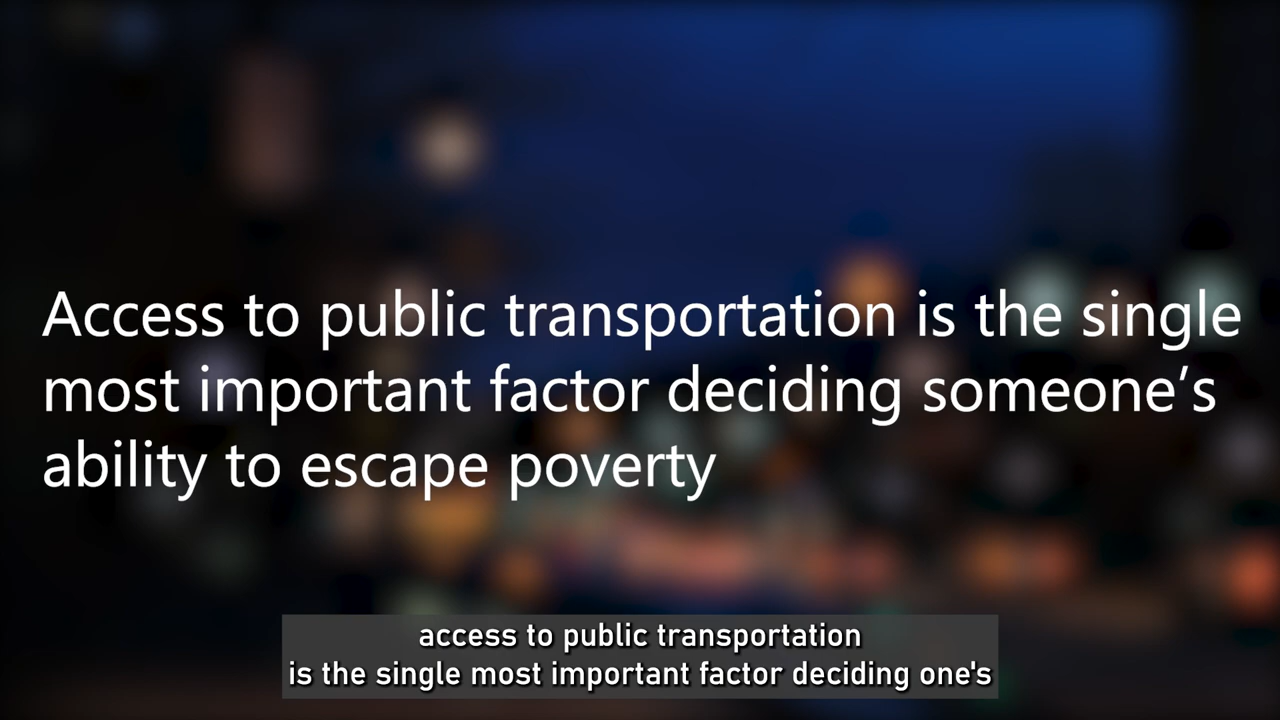 Access to public transportation is the single
most important factor deciding someone’s
ability to escape poverty
access to public transportation
is the single most important factor deciding one's